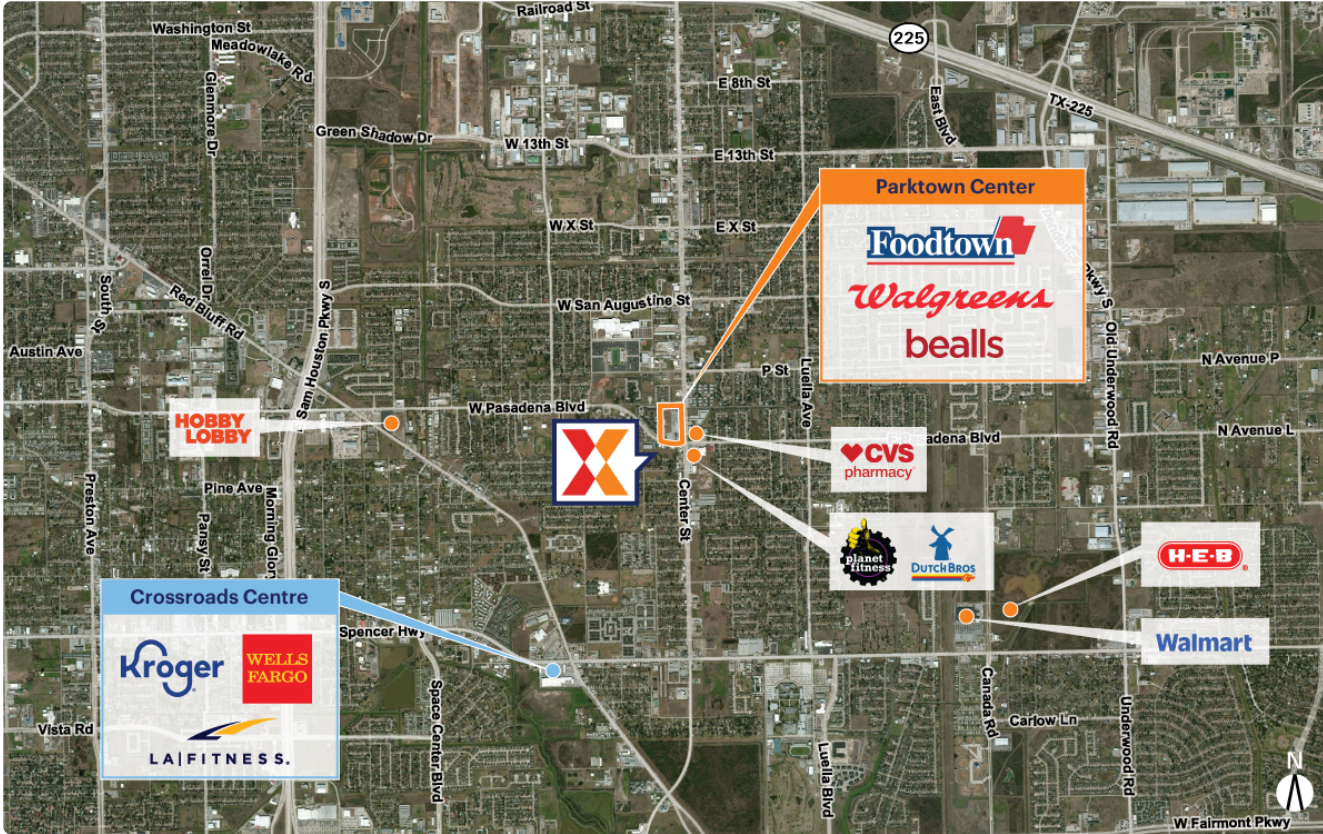 Railroad St
Washington St
Meadowlake Rd
225
Glenmore Dr
E 8th St
East Blvd
TX-225
Green Shadow Dr
W 13th St
E 13th St
Parktown Center
Foodtown
Walgreens
bealls
W X St
E X St
Orrel Dr
South St
Red Bluff Rd
Sam Houston Pkwy S
W San Augustine St
Pkwy S
Old Underwood Rd
Austin Ave
P St
Luella Ave
N Avenue P
HOBBY
LOBBY
W Pasadena Blvd
E Pasadena Blvd
N Avenue L
CVS
pharmacy
Preston Ave
Pine Ave
Pansy St
Morning Glory
Center St
planet
fitness
DUTCH BROS
H-E-B
Crossroads Centre
Kroger
WELLS
FARGO
LA|FITNESS.
Spencer Hwy
Walmart
Space Center Blvd
Vista Rd
Luella Blvd
Canada Rd
Carlow Ln
Underwood Rd
N
W Fairmont Pkwy